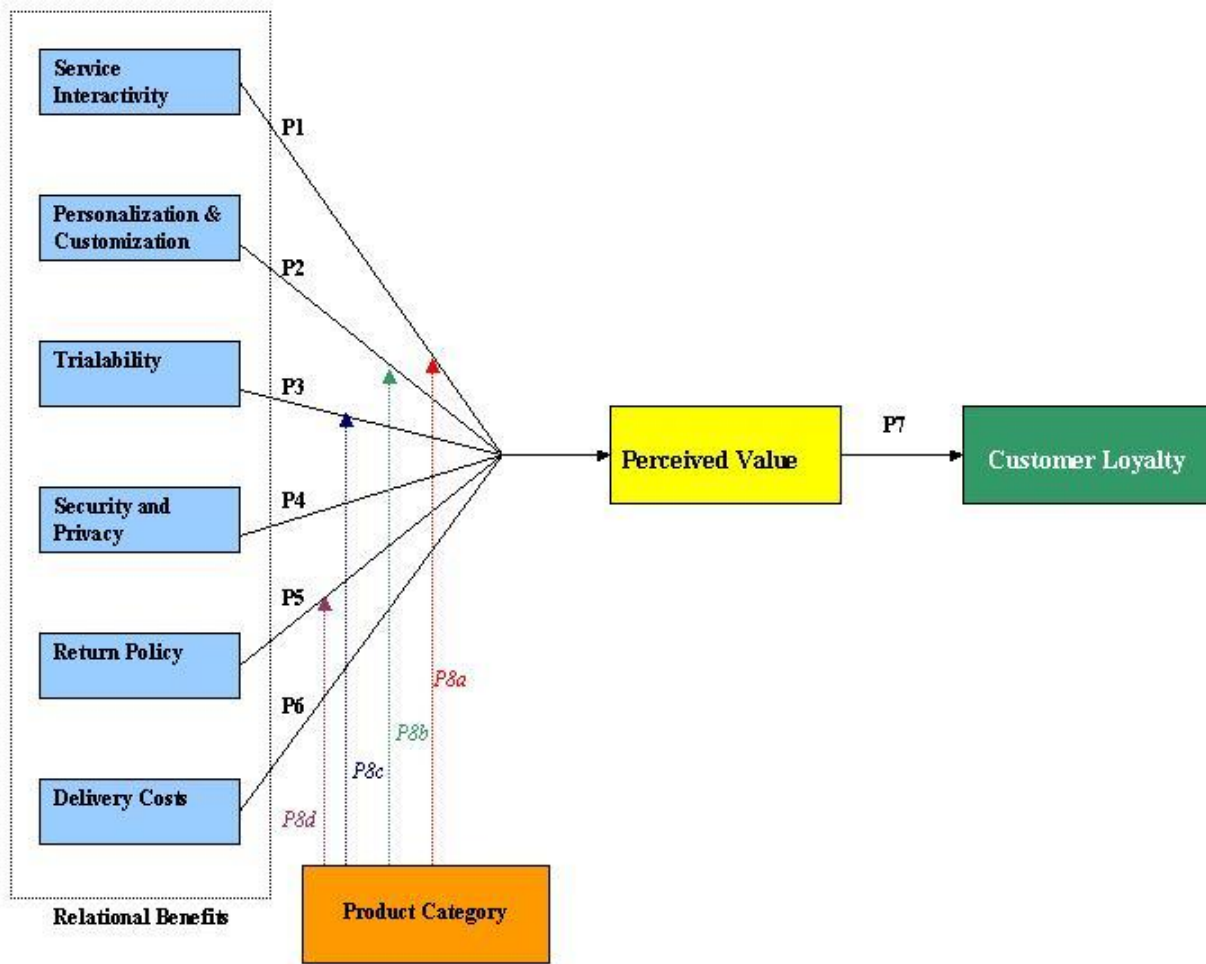 Service
Interactivity
P1
Personalization &
Customization
P2
Trialability
P3
Security and
Privacy
P4
Return Policy
P5
Delivery Costs
P6
Relational Benefits
Perceived Value
P7
Customer Loyalty
P8a
P8b
P8c
P8d
Product Category